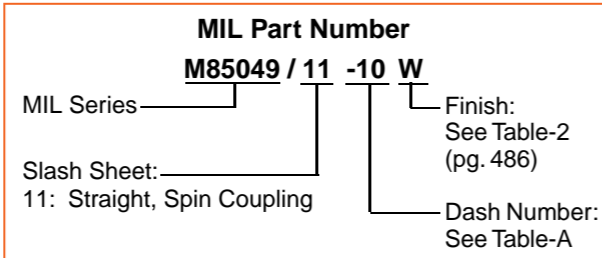 MIL Part Number
M85049 / 11 -10 W
MIL Series
Finish:
See Table-2
(pg. 486)
Slash Sheet:
11: Straight, Spin Coupling
Dash Number:
See Table-A